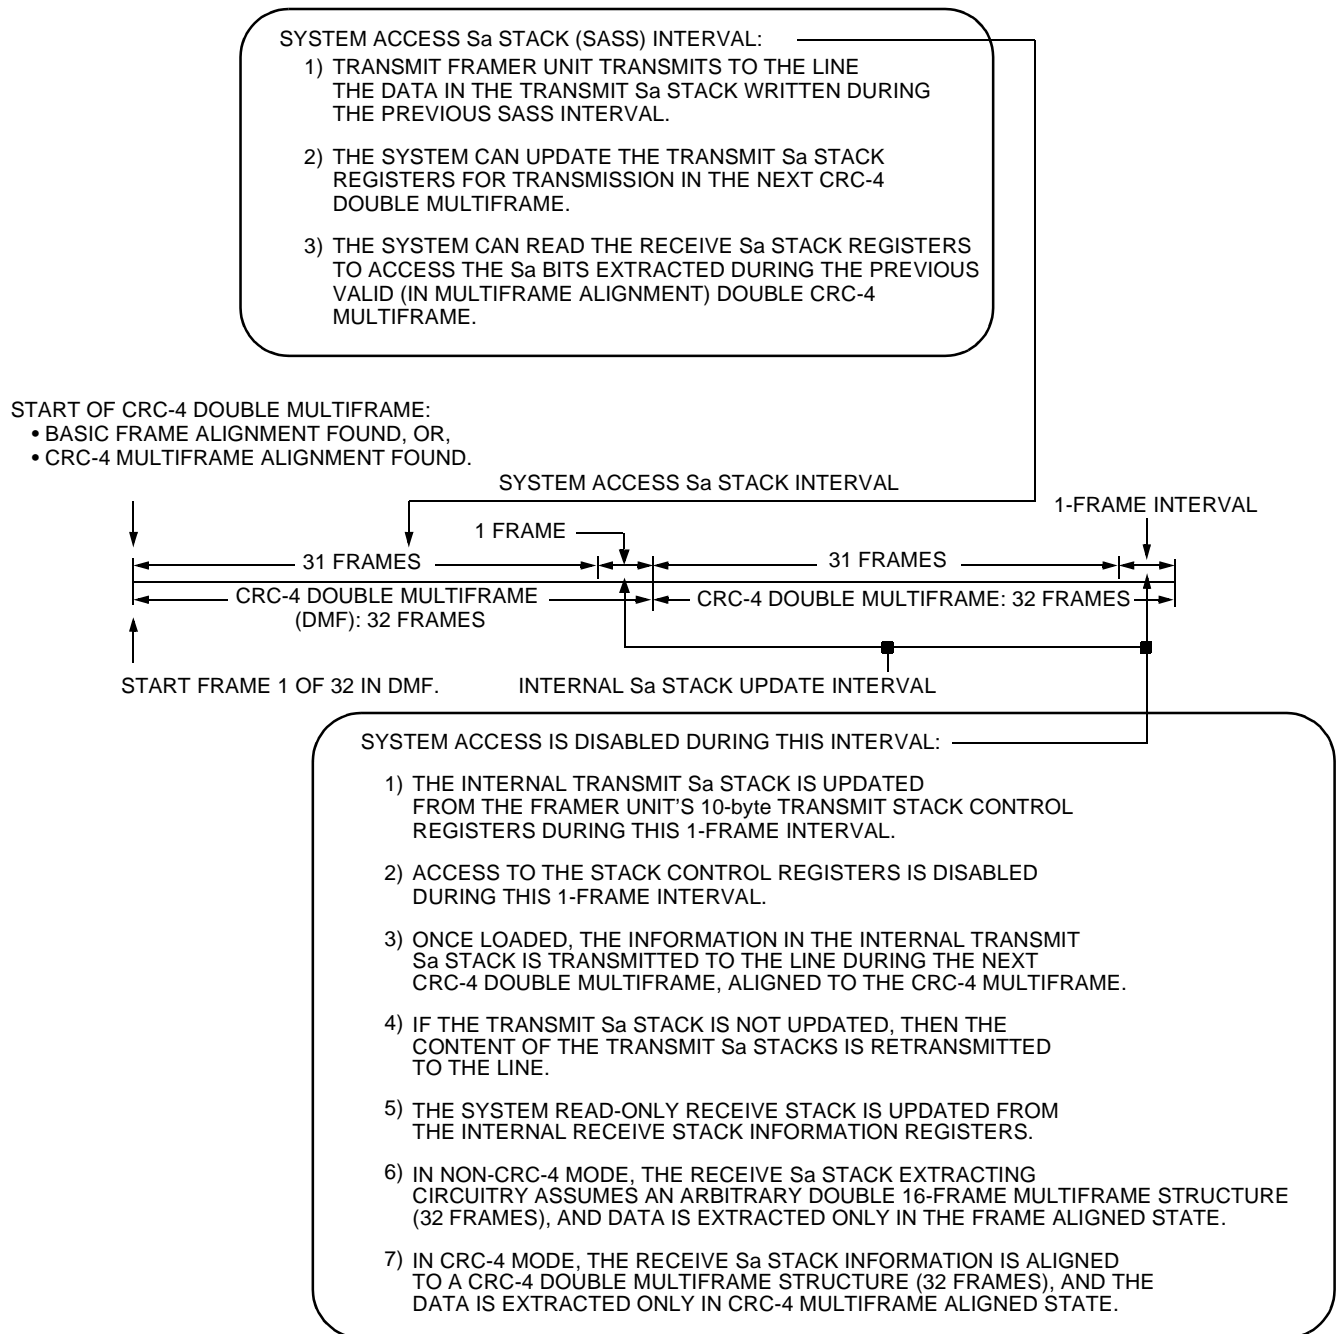 SYSTEM ACCESS Sa STACK (SASS) INTERVAL:
1) TRANSMIT FRAMER UNIT TRANSMITS TO THE LINE
THE DATA IN THE TRANSMIT Sa STACK WRITTEN DURING
THE PREVIOUS SASS INTERVAL.
2) THE SYSTEM CAN UPDATE THE TRANSMIT Sa STACK
REGISTERS FOR TRANSMISSION IN THE NEXT CRC-4
DOUBLE MULTIFRAME.
3) THE SYSTEM CAN READ THE RECEIVE Sa STACK REGISTERS
TO ACCESS THE Sa BITS EXTRACTED DURING THE PREVIOUS
VALID (IN MULTIFRAME ALIGNMENT) DOUBLE CRC-4
MULTIFRAME.
START OF CRC-4 DOUBLE MULTIFRAME:
• BASIC FRAME ALIGNMENT FOUND, OR,
• CRC-4 MULTIFRAME ALIGNMENT FOUND.
SYSTEM ACCESS Sa STACK INTERVAL
1-FRAME INTERVAL
1 FRAME
31 FRAMES
31 FRAMES
CRC-4 DOUBLE MULTIFRAME
(DMF): 32 FRAMES
CRC-4 DOUBLE MULTIFRAME: 32 FRAMES
START FRAME 1 OF 32 IN DMF.
INTERNAL Sa STACK UPDATE INTERVAL
SYSTEM ACCESS IS DISABLED DURING THIS INTERVAL:
1) THE INTERNAL TRANSMIT Sa STACK IS UPDATED
FROM THE FRAMER UNIT'S 10-byte TRANSMIT STACK CONTROL
REGISTERS DURING THIS 1-FRAME INTERVAL.
2) ACCESS TO THE STACK CONTROL REGISTERS IS DISABLED
DURING THIS 1-FRAME INTERVAL.
3) ONCE LOADED, THE INFORMATION IN THE INTERNAL TRANSMIT
Sa STACK IS TRANSMITTED TO THE LINE DURING THE NEXT
CRC-4 DOUBLE MULTIFRAME, ALIGNED TO THE CRC-4 MULTIFRAME.
4) IF THE TRANSMIT Sa STACK IS NOT UPDATED, THEN THE
CONTENT OF THE TRANSMIT Sa STACKS IS RETRANSMITTED
TO THE LINE.
5) THE SYSTEM READ-ONLY RECEIVE STACK IS UPDATED FROM
THE INTERNAL RECEIVE STACK INFORMATION REGISTERS.
6) IN NON-CRC-4 MODE, THE RECEIVE Sa STACK EXTRACTING
CIRCUITRY ASSUMES AN ARBITRARY DOUBLE 16-FRAME MULTIFRAME STRUCTURE
(32 FRAMES), AND DATA IS EXTRACTED ONLY IN THE FRAME ALIGNED STATE.
7) IN CRC-4 MODE, THE RECEIVE Sa STACK INFORMATION IS ALIGNED
TO A CRC-4 DOUBLE MULTIFRAME STRUCTURE (32 FRAMES), AND THE
DATA IS EXTRACTED ONLY IN CRC-4 MULTIFRAME ALIGNED STATE.